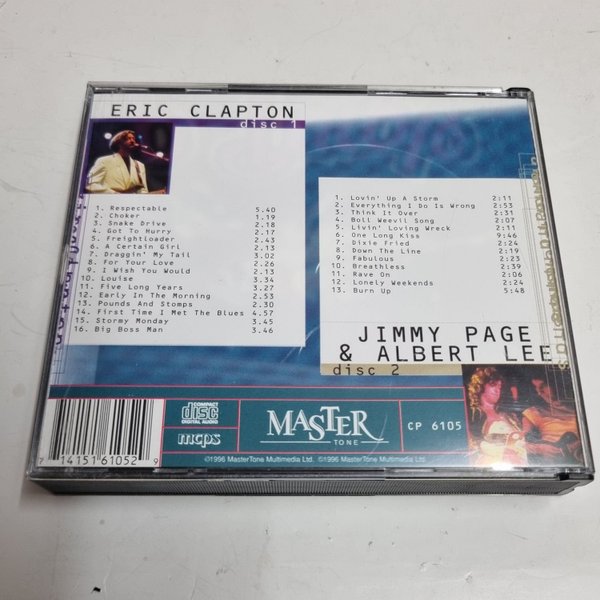 ERIC CLAPTON
disc 1
1. Respectable 5.40
2. Choker 1.19
3. Snake Drive 2.18
4. Got To Hurry 2.17
5. Freightloader 2.43
6. A Certain Girl 2.13
7. Draggin' My Tail 3.02
8. For Your Love 2.26
9. I Wish You Would 2.13
10. Louise 3.34
11. Five Long Years 3.27
12. Early In The Morning 2.53
13. Pounds And Stomps 2.30
14. First Time I Met The Blues 4.57
15. Stormy Monday 3.45
16. Big Boss Man 3.46
1. Lovin' Up A Storm 2:11
2. Everything I Do Is Wrong 2:53
3. Think It Over 2:31
4. Boll Weevil Song 2:07
5. Livin' Loving Wreck 2:11
6. One Long Kiss 9:46
7. Dixie Fried 2:24
8. Down The Line 2:19
9. Fabulous 2:23
10. Breathless 2:39
11. Rave On 2:06
12. Lonely Weekends 2:24
13. Burn Up 5:48
JIMMY PAGE
& ALBERT LEE
disc 2
COMPACT
disc
DIGITAL AUDIO
mcps
MASTER
TONE
CP 6105
7 14151 61052 9
©1996 MasterTone Multimedia Ltd. ©1996 MasterTone Multimedia Ltd.